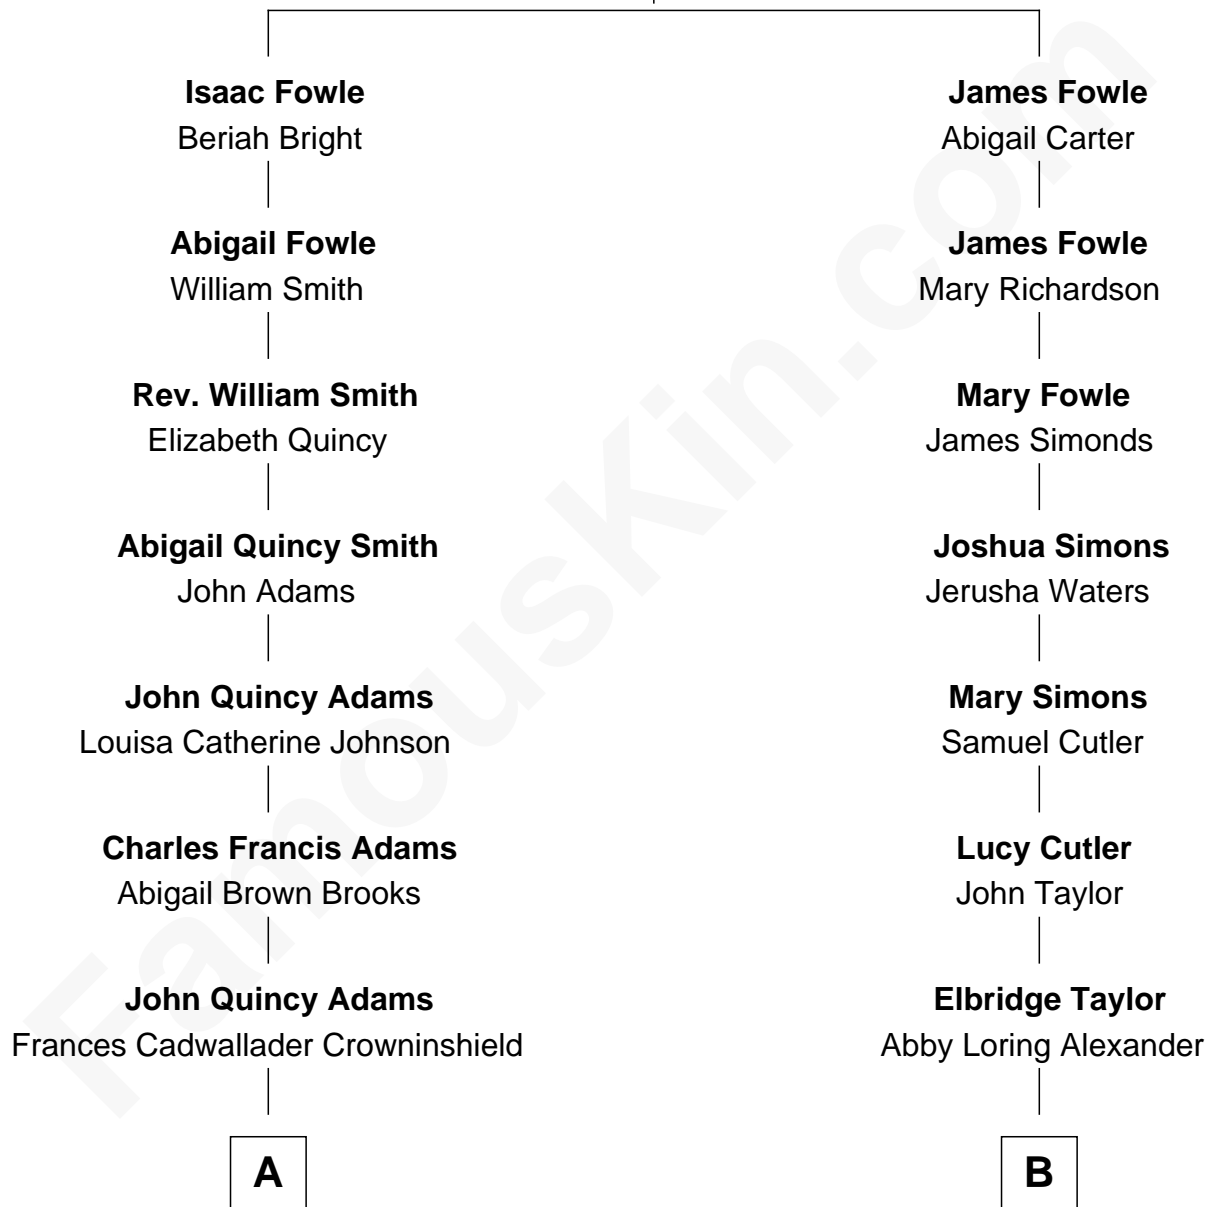 Isaac Fowle
Beriah Bright
Abigail Fowle
William Smith
Rev. William Smith
Elizabeth Quincy
Abigail Quincy Smith
John Adams
John Quincy Adams
Louisa Catherine Johnson
Charles Francis Adams
Abigail Brown Brooks
John Quincy Adams
Frances Cadwallader Crowninshield
A
James Fowle
Abigail Carter
James Fowle
Mary Richardson
Mary Fowle
James Simonds
Joshua Simons
Jerusha Waters
Mary Simons
Samuel Cutler
Lucy Cutler
John Taylor
Elbridge Taylor
Abby Loring Alexander
B
FamousKin.com